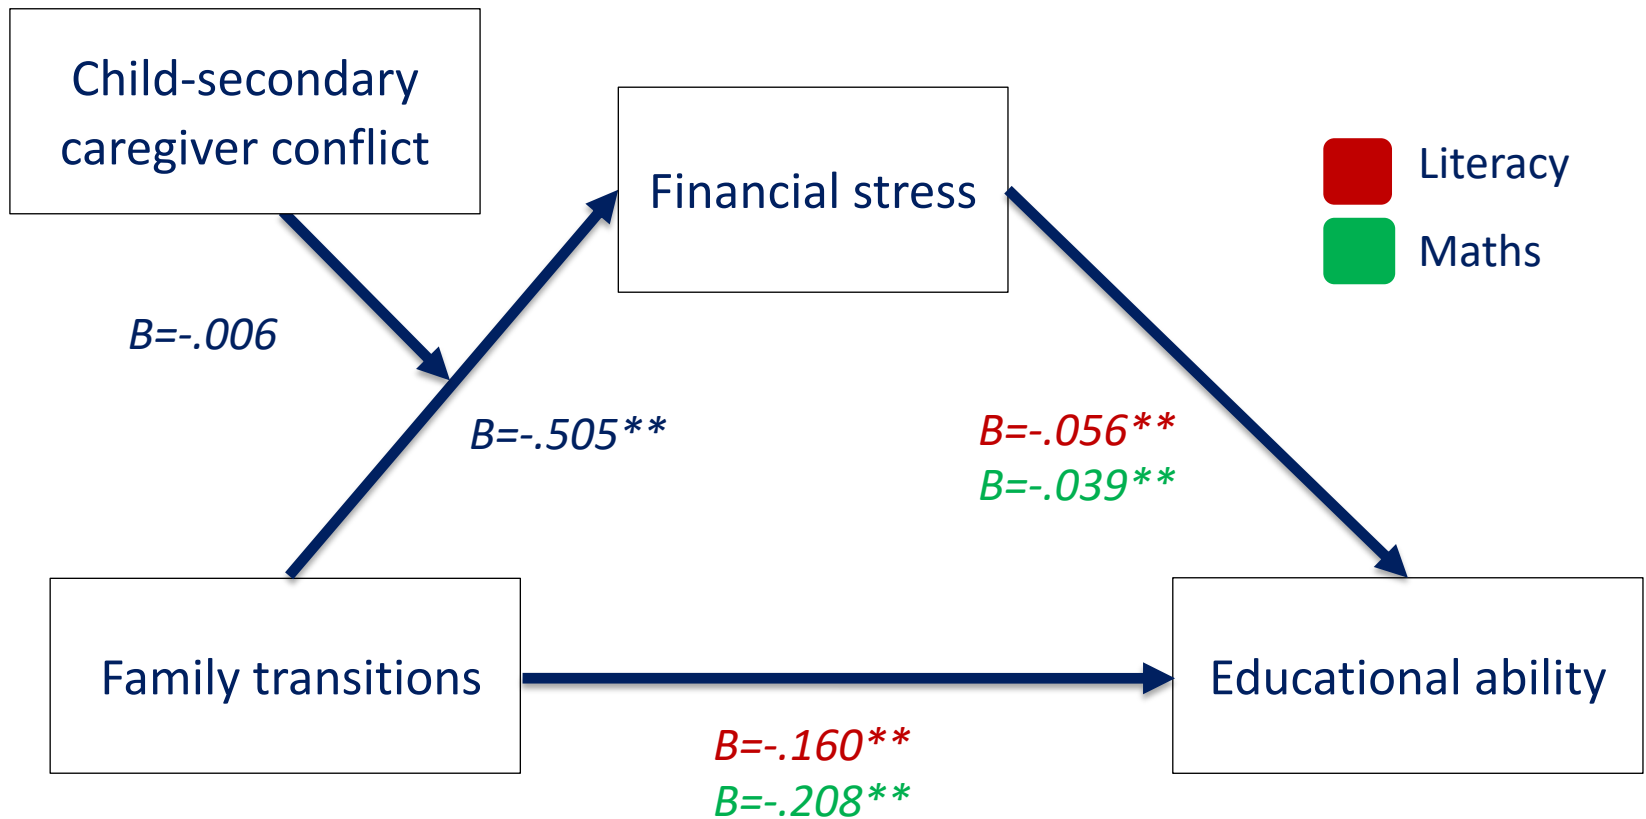 Child-secondary
caregiver conflict
Financial stress
Literacy
Maths
B=-.006
B=-.505**
B=-.056**
B=-.039**
Family transitions
Educational ability
B=-.160**
B=-.208**